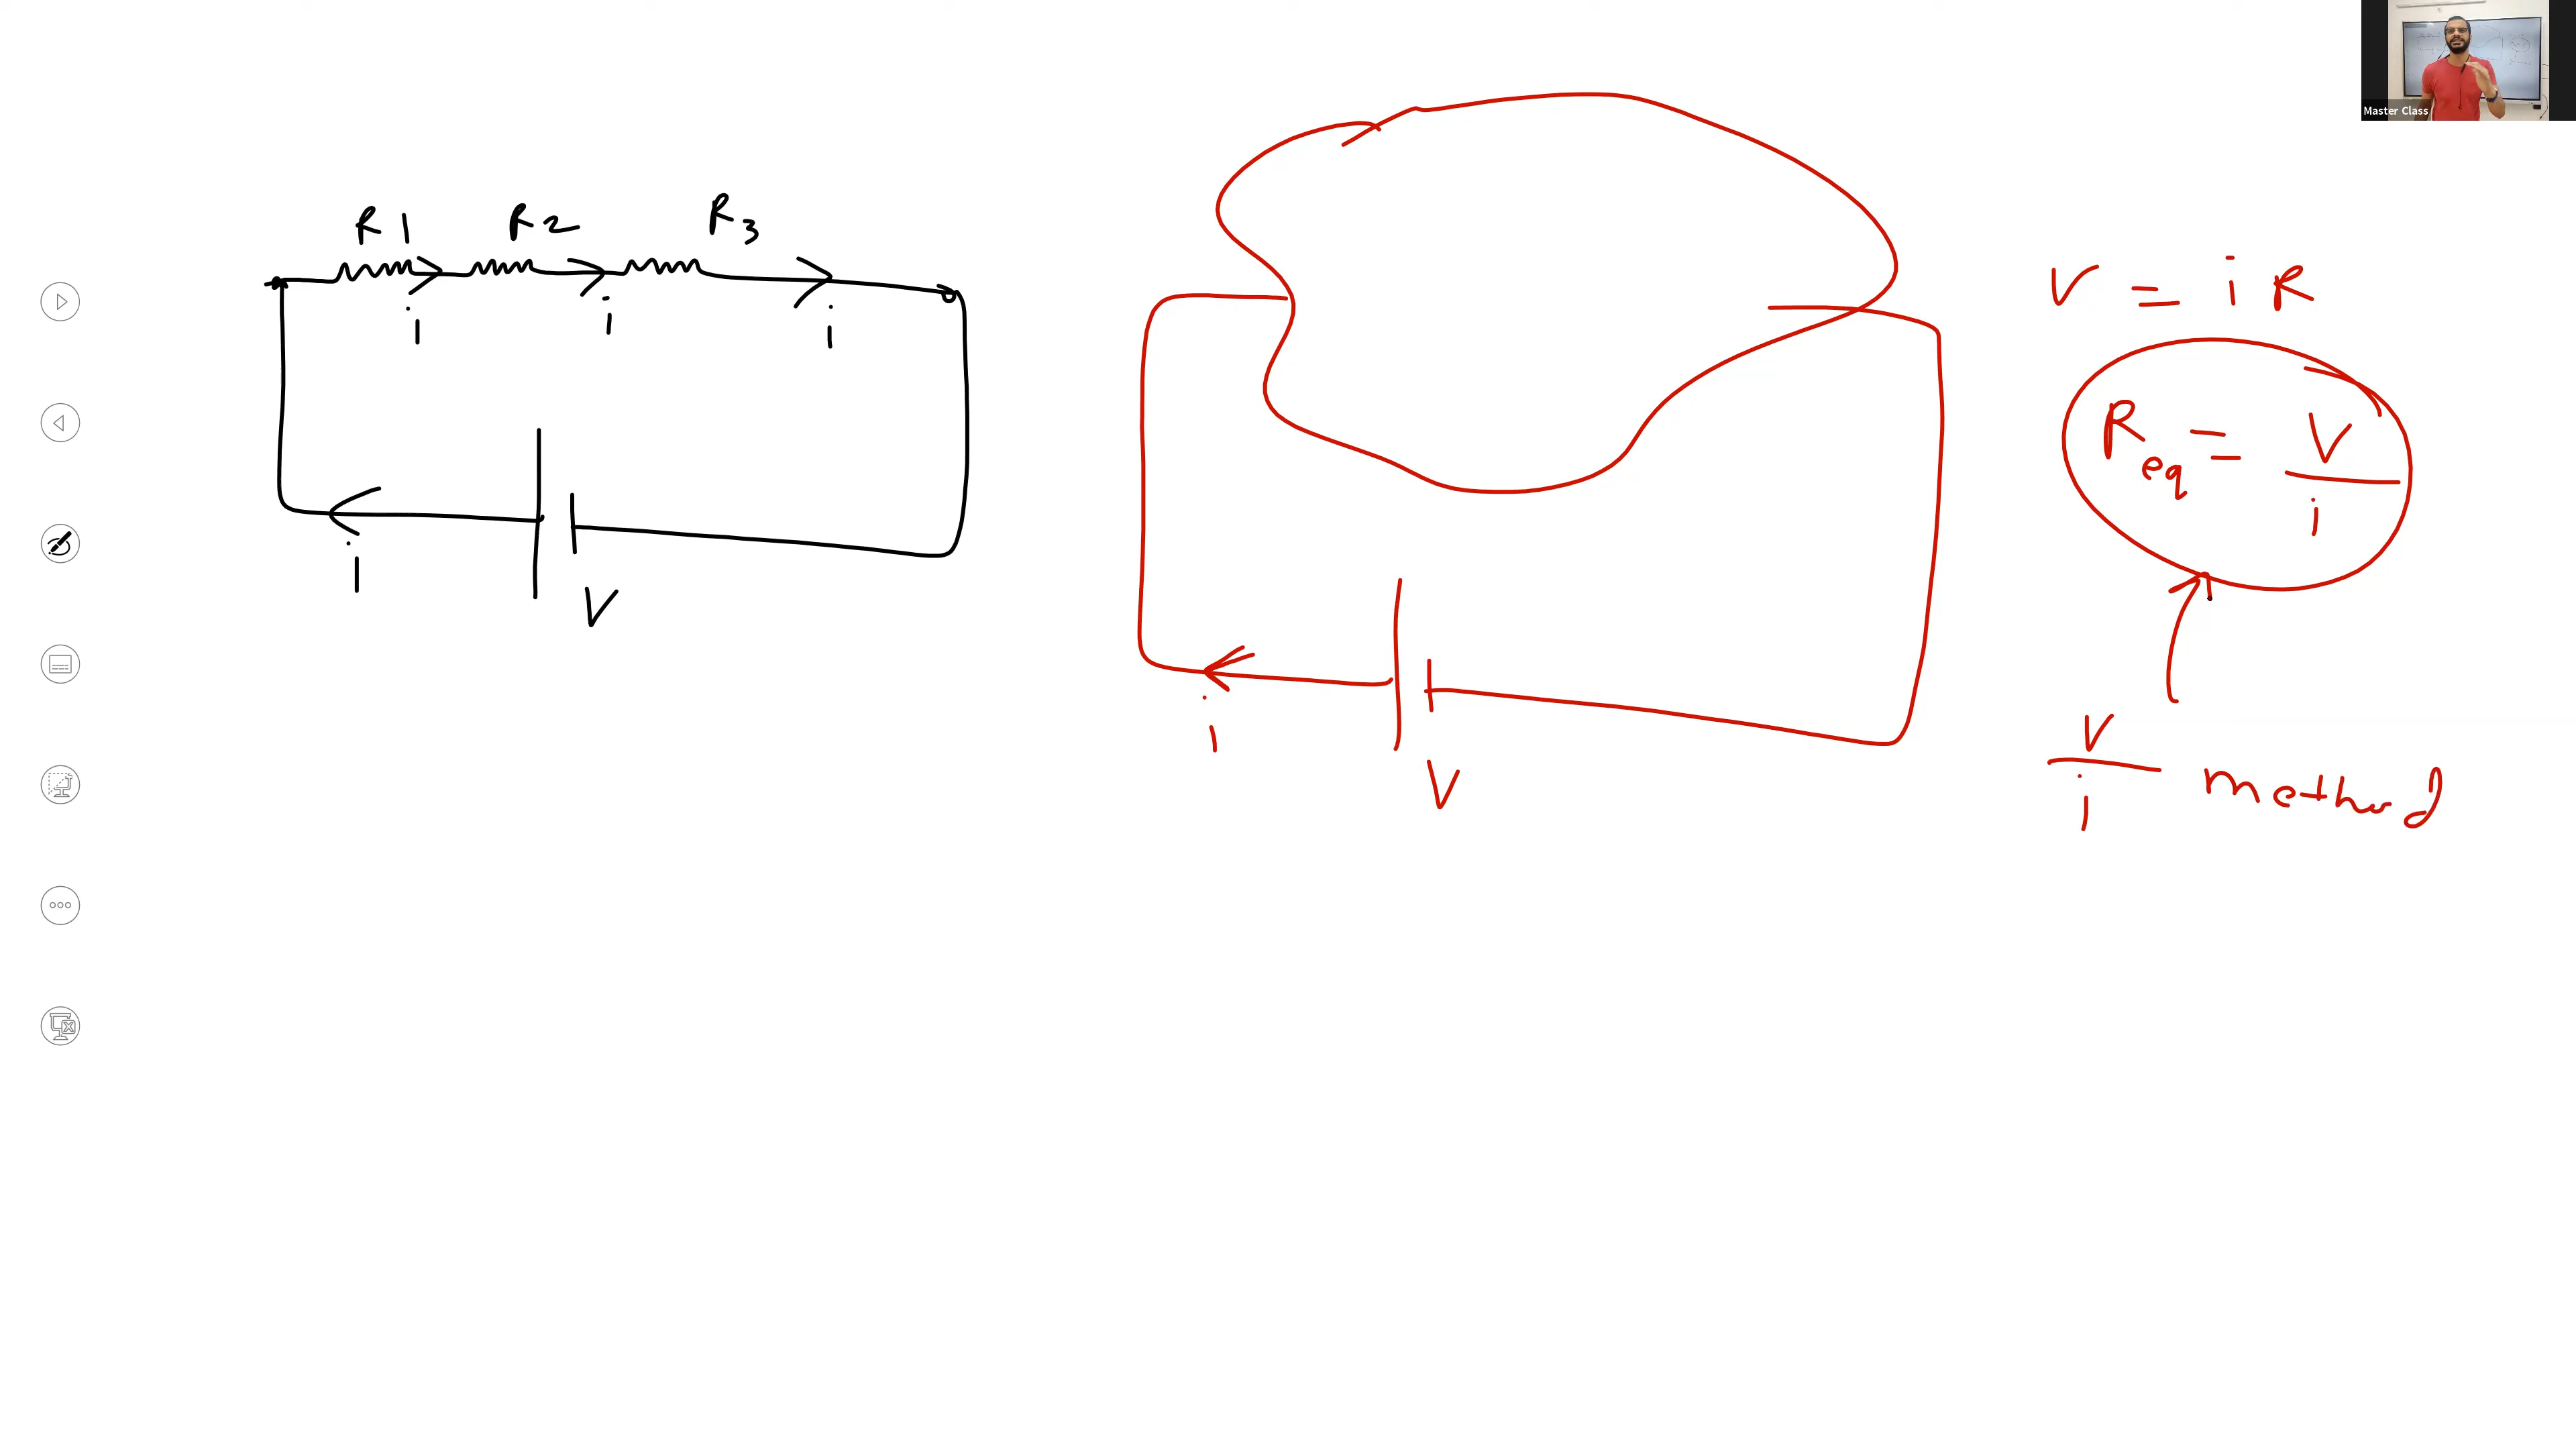 Master Class
R1 R2 R3
i i i
i
V
i
V
V = iR
Req = V/i
V/i method